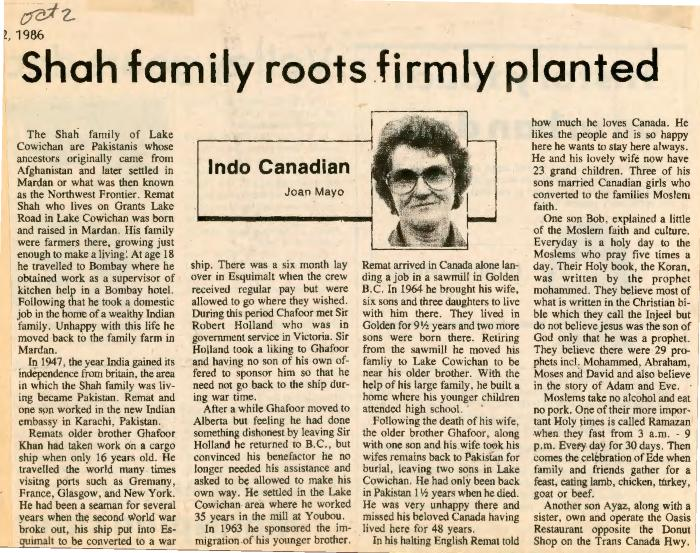 oct 2
2, 1986
Shah family roots firmly planted
The Shah family of Lake
Cowichan are Pakistanis whose
ancestors originally came from
Afghanistan and later settled in
Mardan or what was then known
as the Northwest Frontier. Remat
Shah who lives on Grants Lake
Road in Lake Cowichan was born
and raised in Mardan. His family
were farmers there, growing just
enough to make a living. At age 18
he travelled to Bombay where he
obtained work as a supervisor of
kitchen help in a Bombay hotel.
Following that he took a domestic
job in the home of a wealthy Indian
family. Unhappy with this life he
moved back to the family farm in
Mardan.
In 1947, the year India gained its
independence from britain, the area
in which the Shah family was liv-
ing became Pakistan. Remat and
one son worked in the new Indian
embassy in Karachi, Pakistan.
Remats older brother Ghafoor
Khan had taken work on a cargo
ship when only 16 years old. He
travelled the world many times
visiting ports such as Gremany,
France, Glasgow, and New York.
He had been a seaman for several
years when the second World war
broke out, his ship put into Es-
quimalt to be converted to a war
Indo Canadian
Joan Mayo
ship. There was a six month lay
over in Esquimalt when the crew
received regular pay but were
allowed to go where they wished.
During this period Chafoor met Sir
Robert Holland who was in
government service in Victoria. Sir
Holland took a liking to Ghafoor
and having no son of his own of-
fered to sponsor him so that he
need not go back to the ship dur-
ing war time.
After a while Ghafoor moved to
Alberta but feeling he had done
something dishonest by leaving Sir
Holland he returned to B.C., but
convinced his benefactor he no
longer needed his assistance and
asked to be allowed to make his
own way. He settled in the Lake
Cowichan area where he worked
35 years in the mill at Youbou.
In 1963 he sponsored the im-
migration of his younger brother.
Remat arrived in Canada alone lan-
ding a job in a sawmill in Golden
B.C. In 1964 he brought his wife,
six sons and three daughters to live
with him there. They lived in
Golden for 9½ years and two more
sons were born there. Retiring
from the sawmill he moved his
famliy to Lake Cowichan to be
near his older brother. With the
help of his large family, he built a
home where his younger children
attended high school.
Following the death of his wife,
the older brother Ghafoor, along
with one son and his wife took his
wifes remains back to Pakistan for
burial, leaving two sons in Lake
Cowichan. He had only been back
in Pakistan 1½ years when he died.
He was very unhappy there and
missed his beloved Canada having
lived here for 48 years.
In his halting English Remat told
how much he loves Canada. He
likes the people and is so happy
here he wants to stay here always.
He and his lovely wife now have
23 grand children. Three of his
sons married Canadian girls who
converted to the families Moslem
faith.
One son Bob, explained a little
of the Moslem faith and culture.
Everyday is a holy day to the
Moslems who pray five times a
day. Their Holy book, the Koran,
was written by the prophet
mohammed. They believe most of
what is written in the Christian bi-
ble which they call the Injeel but
do not believe jesus was the son of
God only that he was a prophet.
They believe there were 29 pro-
phets incl. Mohammed, Abraham,
Moses and David and also believe
in the story of Adam and Eve.
Moslems take no alcohol and eat
no pork. One of their more impor-
tant Holy times is called Ramazan
when they fast from 3 a.m. - 9
p.m. Every day for 30 days. Then
comes the celebration of Ede when
family and friends gather for a
feast, eating lamb, chicken, turkey,
goat or beef.
Another son Ayaz, along with a
sister, own and operate the Oasis
Restaurant opposite the Donut
Shop on the Trans Canada Hwy,